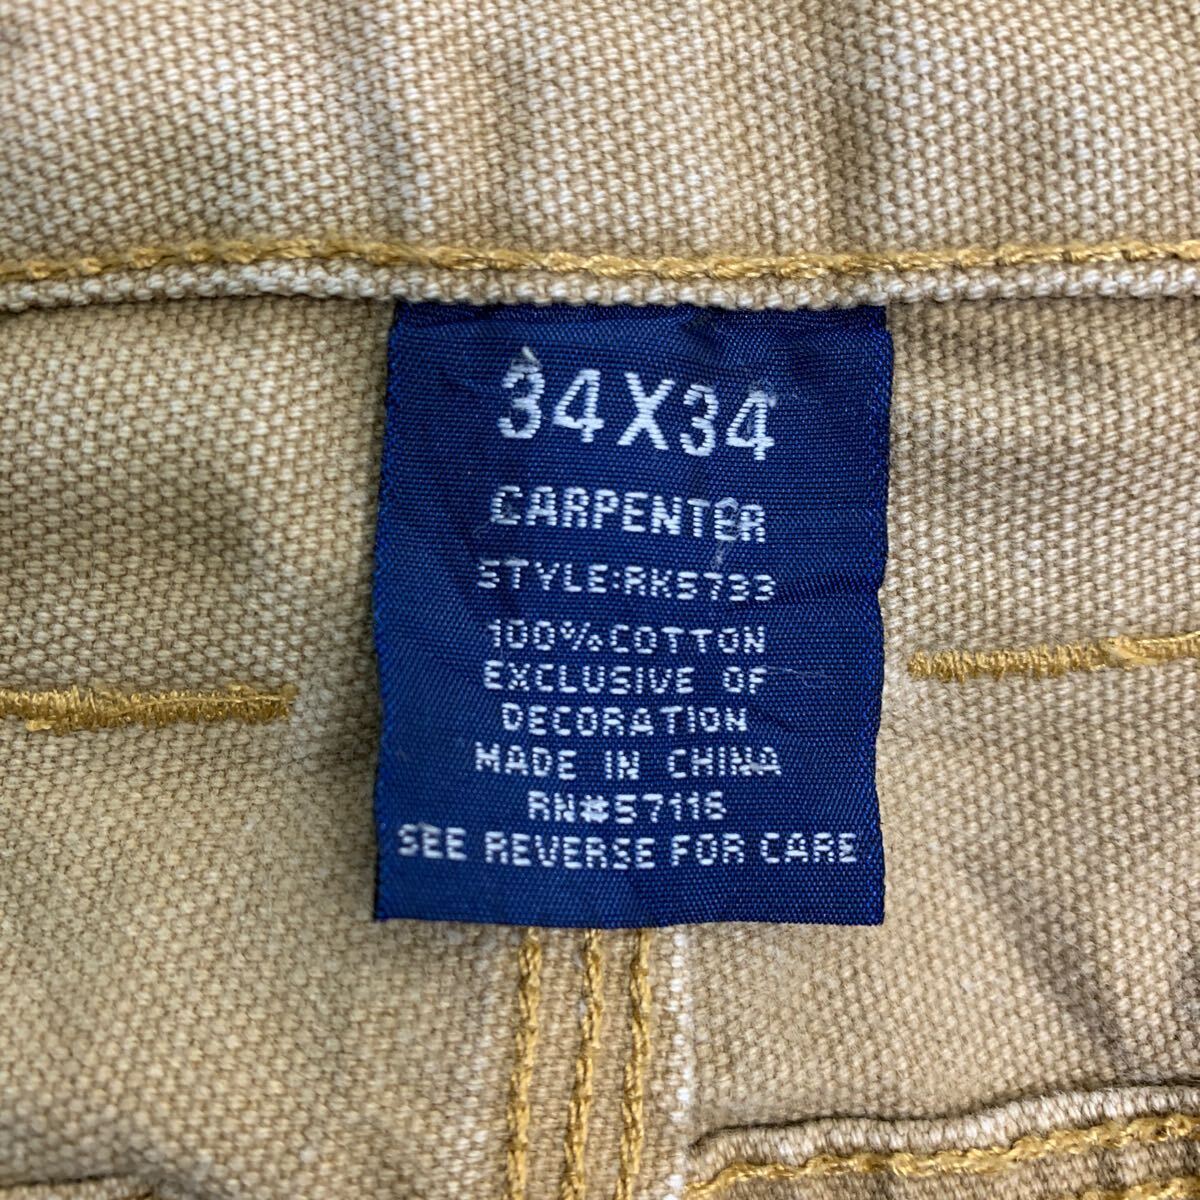 34X34
CARPENTER
STYLE:RK5733
100%COTTON
EXCLUSIVE OF
DECORATION
MADE IN CHINA
RN#57116
SEE REVERSE FOR CARE